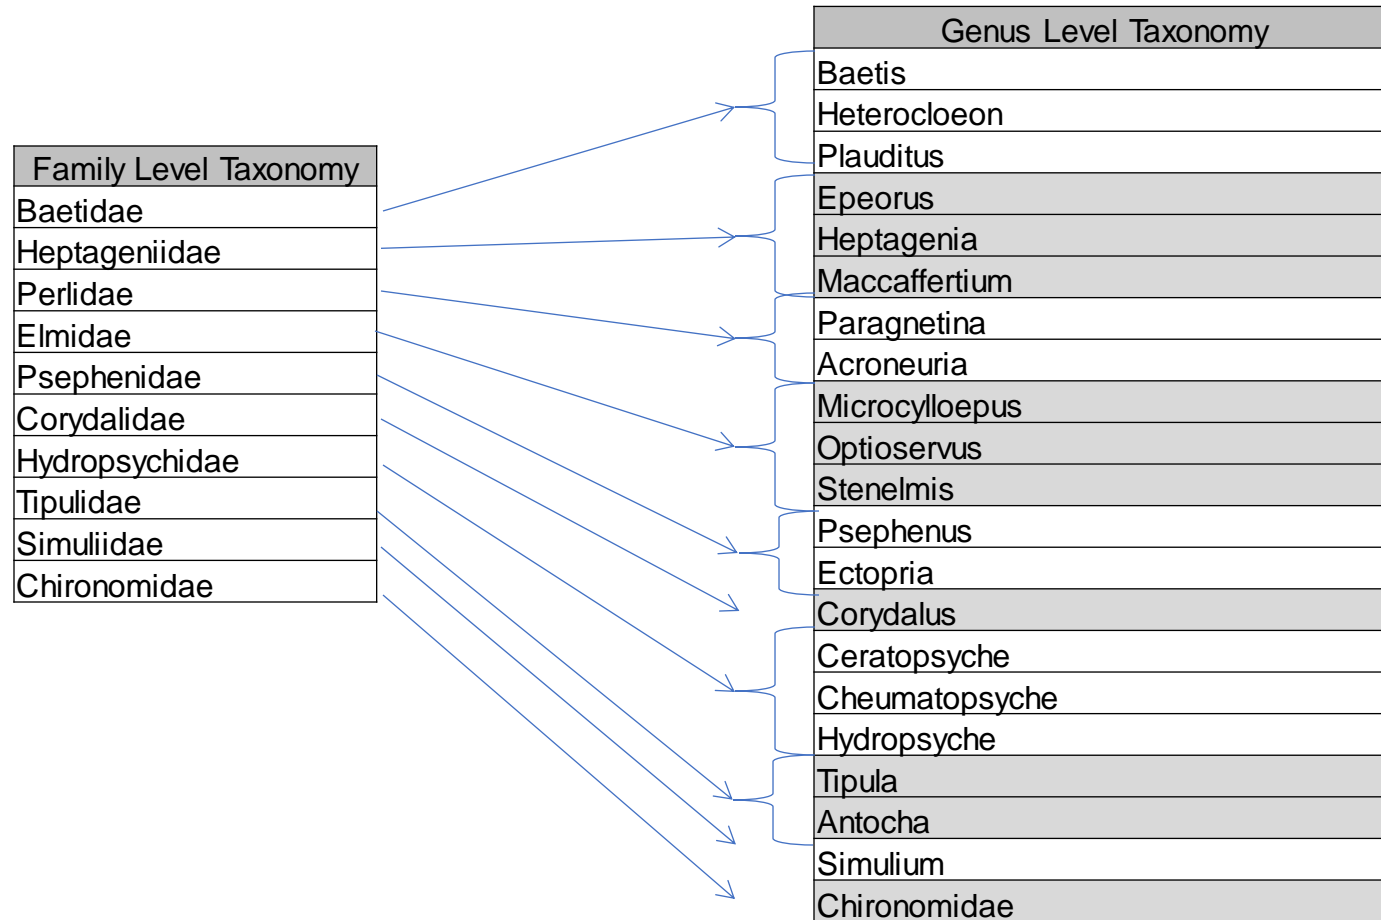 Family Level Taxonomy
Baetidae
Heptageniidae
Perlidae
Elmidae
Psephenidae
Corydalidae
Hydropsychidae
Tipulidae
Simuliidae
Chironomidae
Genus Level Taxonomy
Baetis
Heterocloeon
Plauditus
Epeorus
Heptagenia
Maccaffertium
Paragnetina
Acroneuria
Microcylloepus
Optioservus
Stenelmis
Psephenus
Ectopria
Corydalus
Ceratopsyche
Cheumatopsyche
Hydropsyche
Tipula
Antocha
Simulium
Chironomidae